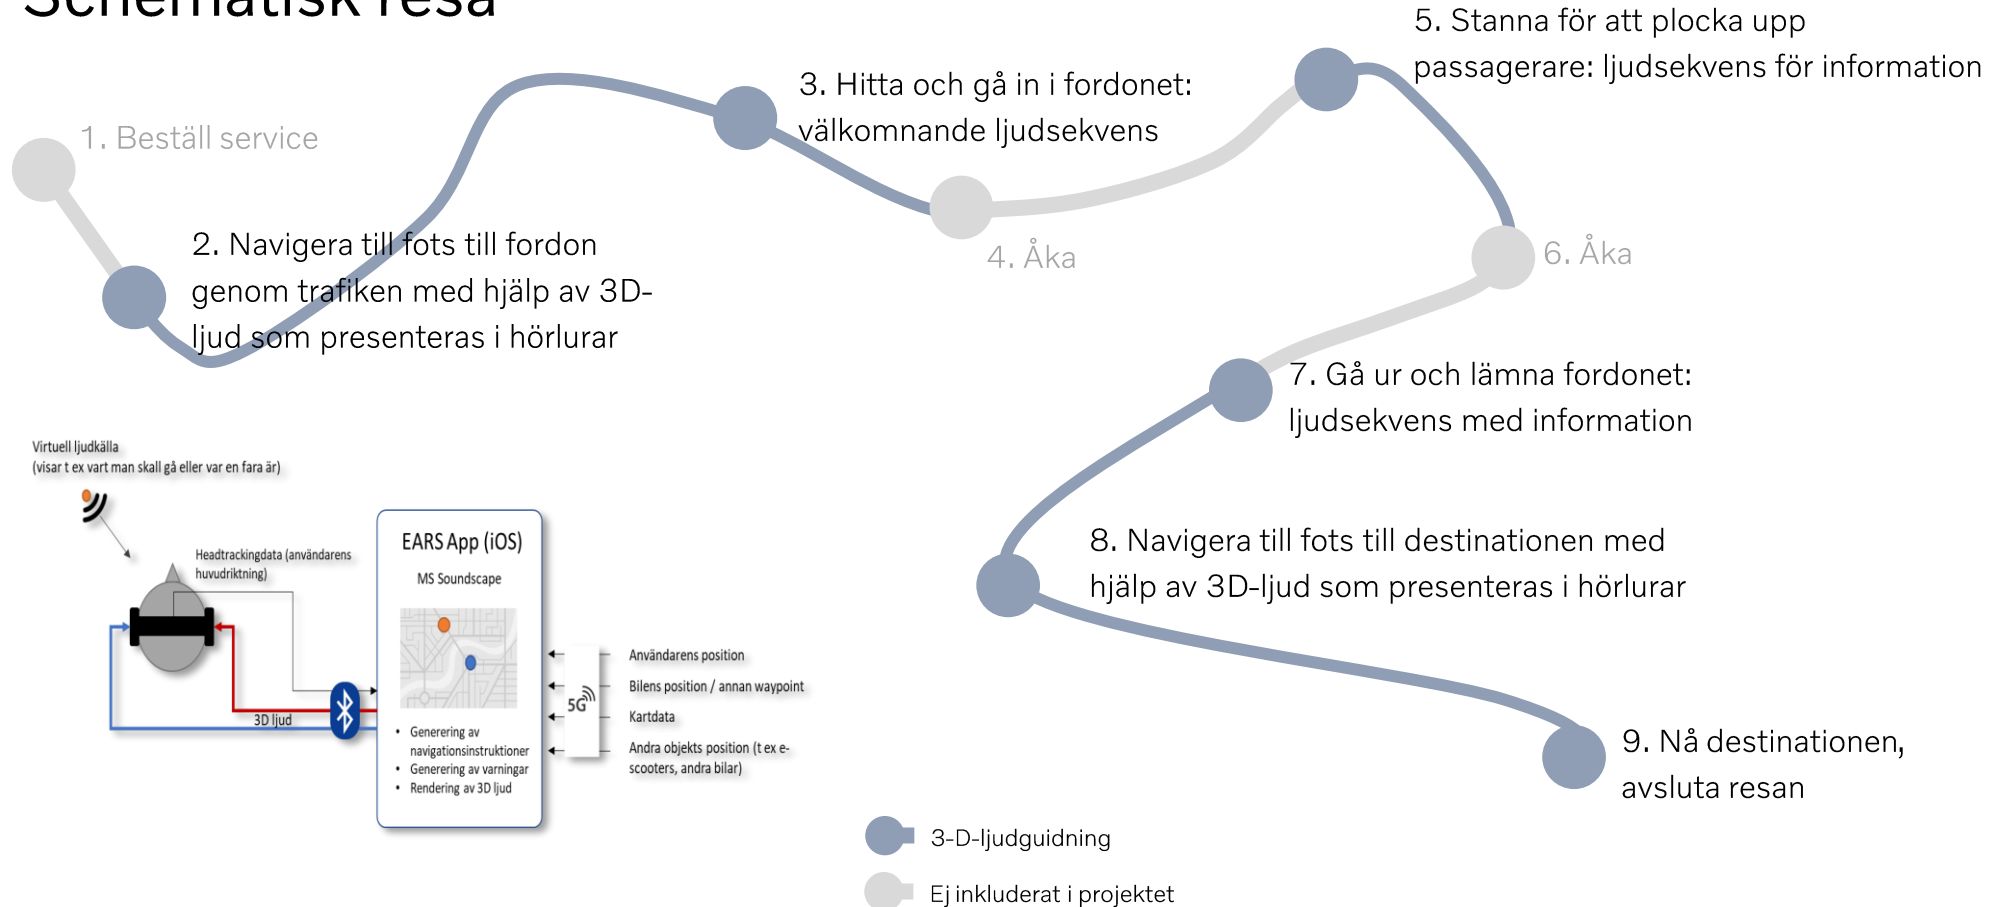 Schematisk resa
1. Beställ service
2. Navigera till fots till fordon
genom trafiken med hjälp av 3D-
ljud som presenteras i hörlurar
3. Hitta och gå in i fordonet:
välkomnande ljudsekvens
4. Åka
5. Stanna för att plocka upp
passagerare: ljudsekvens för information
6. Åka
7. Gå ur och lämna fordonet:
ljudsekvens med information
8. Navigera till fots till destinationen med
hjälp av 3D-ljud som presenteras i hörlurar
9. Nå destinationen,
avsluta resan
Virtuell ljudkälla
(visar t ex vart man skall gå eller var en fara är)
Headtrackingdata (användarens
huvudriktning)
3D ljud
EARS App (iOS)
MS Soundscape
• Generering av
navigationsinstruktioner
• Generering av varningar
• Rendering av 3D ljud
5G
Användarens position
Bilens position / annan waypoint
Kartdata
Andra objekts position (t ex e-
scooters, andra bilar)
3-D-ljudguidning
Ej inkluderat i projektet